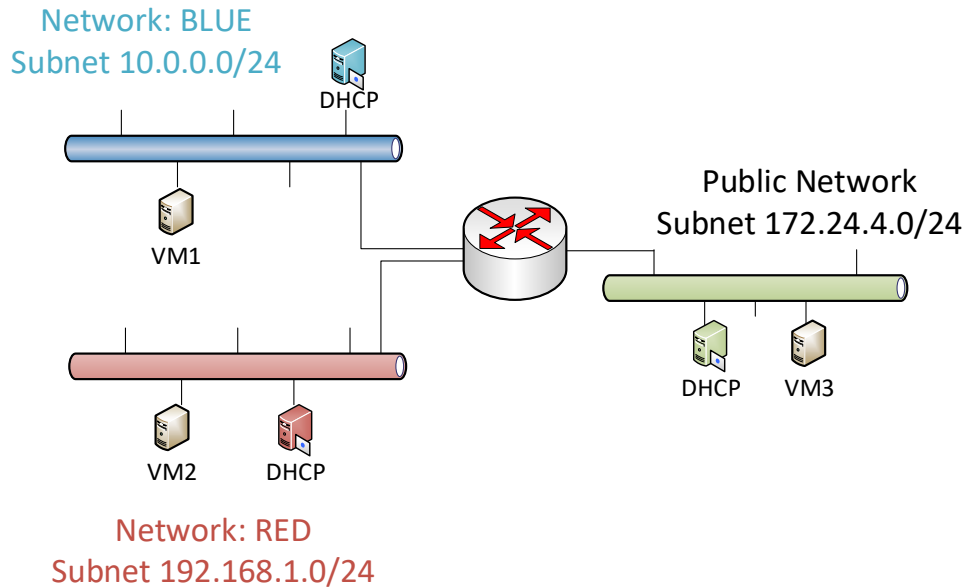 Network: BLUE
Subnet 10.0.0.0/24
DHCP
VM1
Public Network
Subnet 172.24.4.0/24
DHCP
VM3
VM2
DHCP
Network: RED
Subnet 192.168.1.0/24